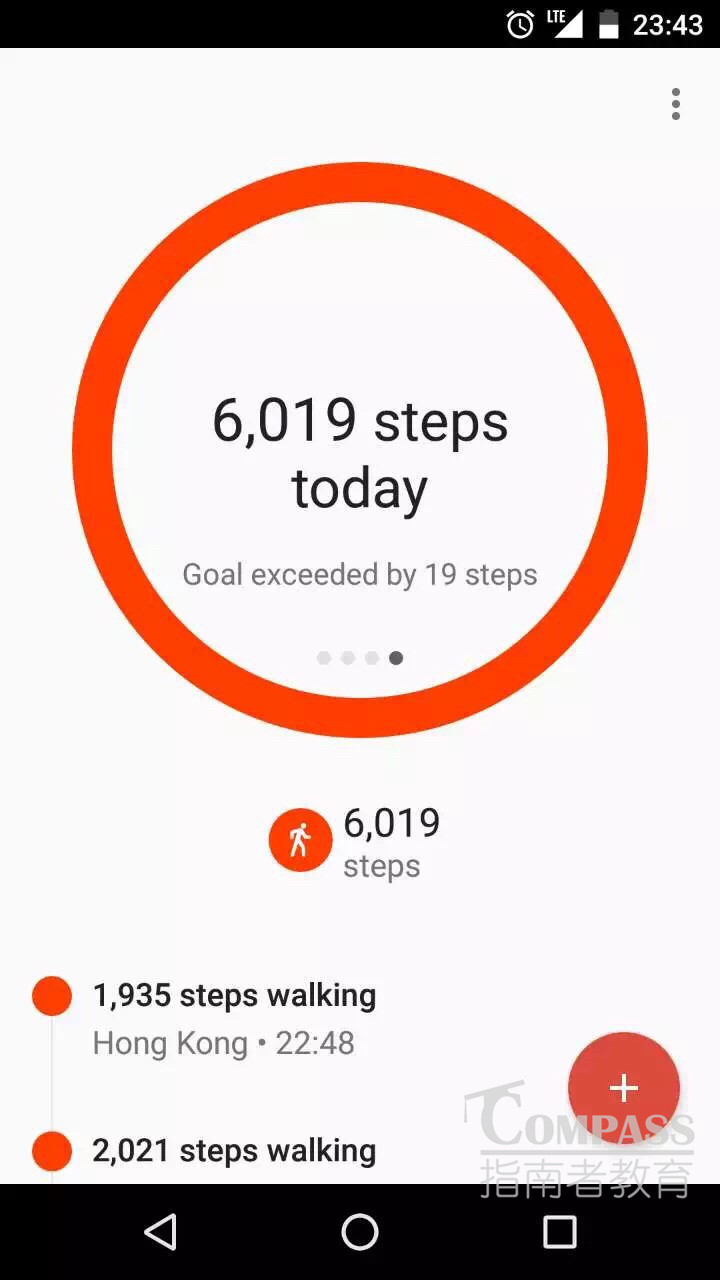 LTE 23:43
6,019 steps
today
Goal exceeded by 19 steps
6,019
steps
1,935 steps walking
Hong Kong • 22:48
2,021 steps walking
COMPASS
指南者教育